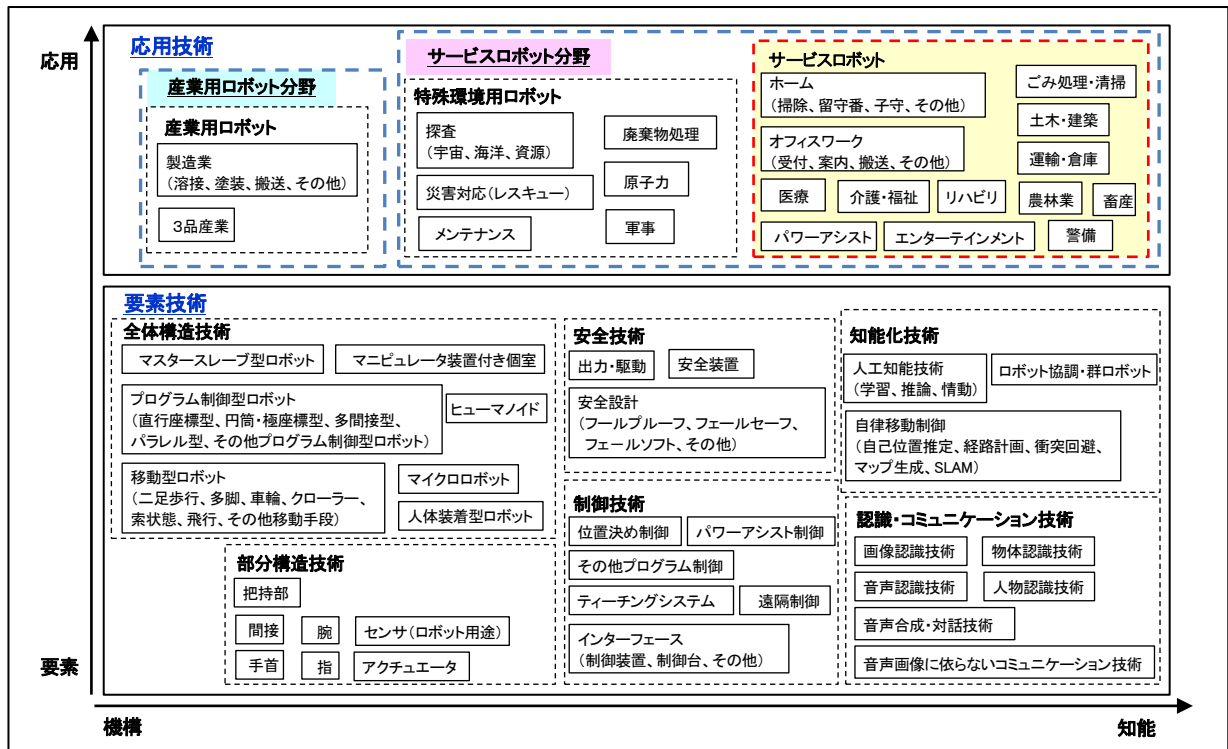 応用
応用技術
産業用ロボット分野
産業用ロボット
製造業
（溶接、塗装、搬送、その他）
３品産業
サービスロボット分野
特殊環境用ロボット
探査
（宇宙、海洋、資源）
廃棄物処理
災害対応（レスキュー）
原子力
メンテナンス
軍事
サービスロボット
ホーム
（掃除、留守番、子守、その他）
ごみ処理・清掃
土木・建築
オフィスワーク
（受付、案内、搬送、その他）
運輸・倉庫
医療
介護・福祉
リハビリ
農林業
畜産
パワーアシスト
エンターテインメント
警備
要素技術
全体構造技術
マスタースレーブ型ロボット
マニピュレータ装置付き個室
プログラム制御型ロボット
（直行座標型、円筒・極座標型、多間接型、
パラレル型、その他プログラム制御型ロボット）
ヒューマノイド
移動型ロボット
（二足歩行、多脚、車輪、クローラー、
索状態、飛行、その他移動手段）
マイクロロボット
人体装着型ロボット
部分構造技術
把持部
間接
腕
センサ（ロボット用途）
手首
指
アクチュエータ
安全技術
出力・駆動
安全装置
安全設計
（フールプルーフ、フェールセーフ、
フェールソフト、その他）
制御技術
位置決め制御
パワーアシスト制御
その他プログラム制御
ティーチングシステム
遠隔制御
インターフェース
（制御装置、制御台、その他）
知能化技術
人工知能技術
（学習、推論、情動）
ロボット協調・群ロボット
自律移動制御
（自己位置推定、経路計画、衝突回避、
マップ生成、SLAM）
認識・コミュニケーション技術
画像認識技術
物体認識技術
音声認識技術
人物認識技術
音声合成・対話技術
音声画像に依らないコミュニケーション技術
要素
機構
知能